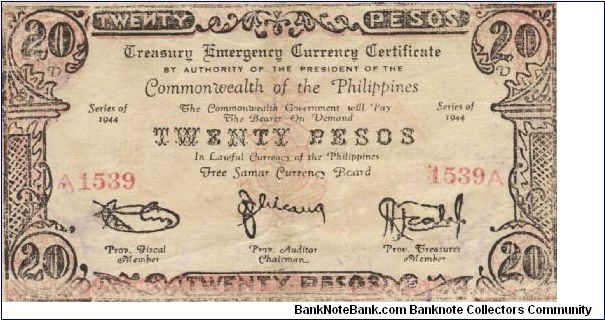 TWENTY PESOS
20 20
D D
Treasury Emergency Currency Certificate
BY AUTHORITY OF THE PRESIDENT OF THE
Commonwealth of the Philippines
Series of 1944
The Commonwealth Government will Pay
The Bearer On Demand
Series of 1944
TWENTY PESOS
In Lawful Currency of the Philippines
Free Samar Currency Board
A1539 1539A
Prov. Fiscal Prov. Auditor Prov. Treasurer
Member Chairman Member
20 20
TWENTY PESOS
BankNoteBank.com Banknote Collectors Community